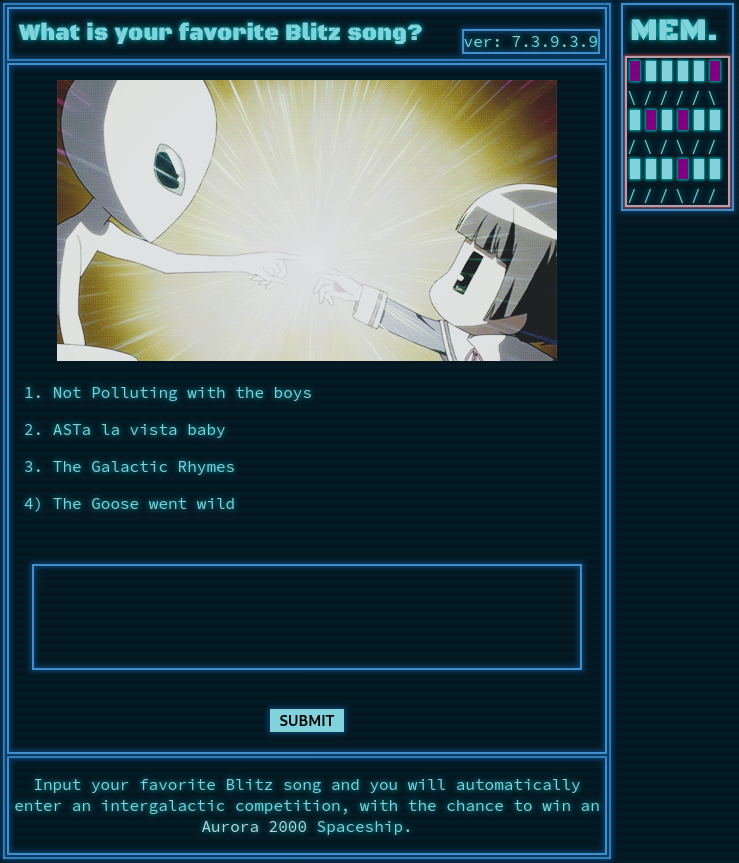 What is your favorite Blitz song?
ver: 7.3.9.3.9
MEM.
\ / / / / \
/ \ / \ / /
/ / / \ / /
1. Not Polluting with the boys
2. ASTa la vista baby
3. The Galactic Rhymes
4) The Goose went wild
SUBMIT
Input your favorite Blitz song and you will automatically
enter an intergalactic competition, with the chance to win an
Aurora 2000 Spaceship.